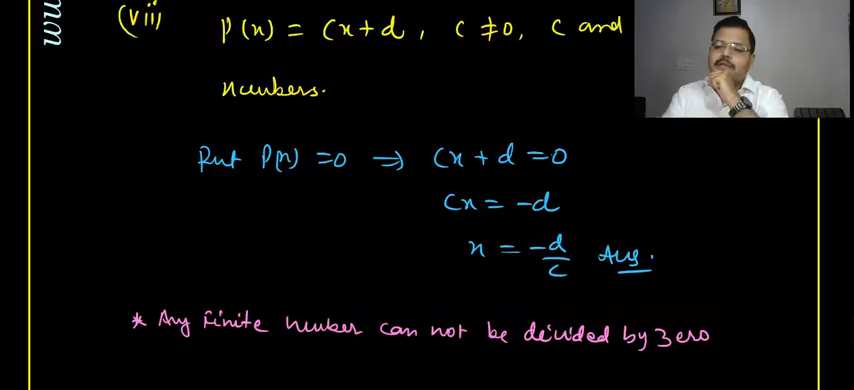 (vii) P(x) = Cx + d, C ≠ 0, C and
numbers.
Put P(x) = 0 ⇒ Cx + d = 0
Cx = -d
x = -d/c Ans.
* Any finite number can not be divided by zero